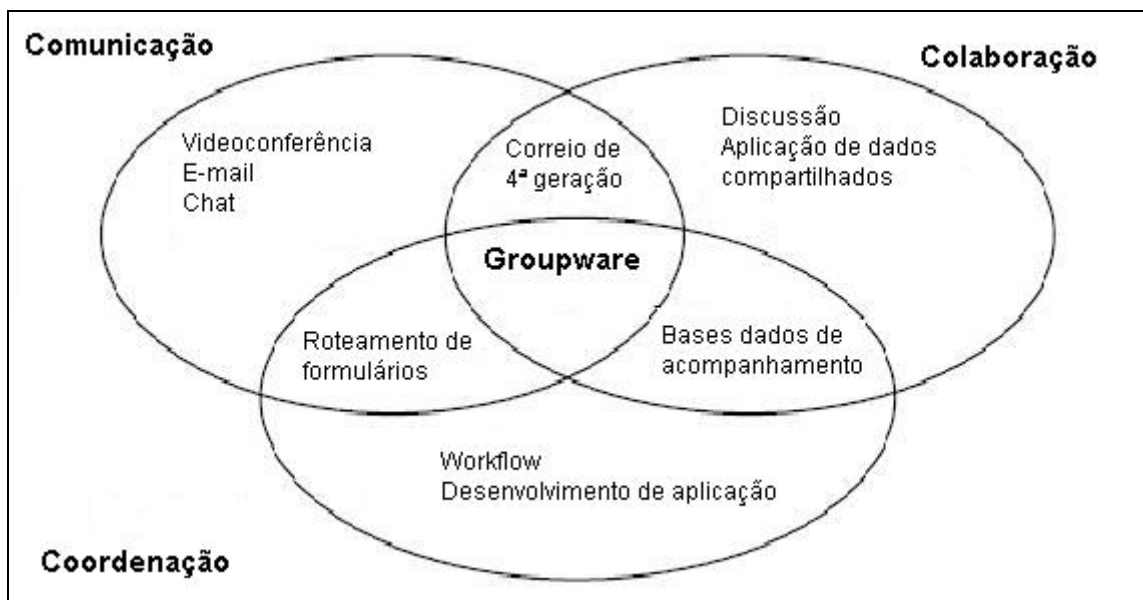 Comunicação
Colaboração
Videoconferência
E-mail
Chat
Correio de
4ª geração
Discussão
Aplicação de dados
compartilhados
Groupware
Roteamento de
formulários
Bases dados de
acompanhamento
Workflow
Desenvolvimento de aplicação
Coordenação